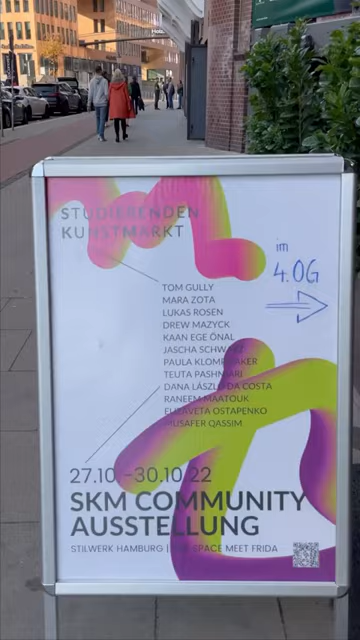 STUDIERENDEN
KUNSTMARKT
im
4.OG
TOM GULLY
MARA ZOTA
LUKAS ROSEN
DREW MAZYCK
KAAN EGE ÖNAL
JASCHA SCHWARZ
PAULA KLOMPMAKER
TEUTA PASHNJARI
DANA LÁSZLÓ DA COSTA
RANEEM MAATOUK
ELIZAVETA OSTAPENKO
MUSAFER QASSIM
27.10.–30.10.22
SKM COMMUNITY
AUSSTELLUNG
STILWERK HAMBURG | SPACE MEET FRIDA